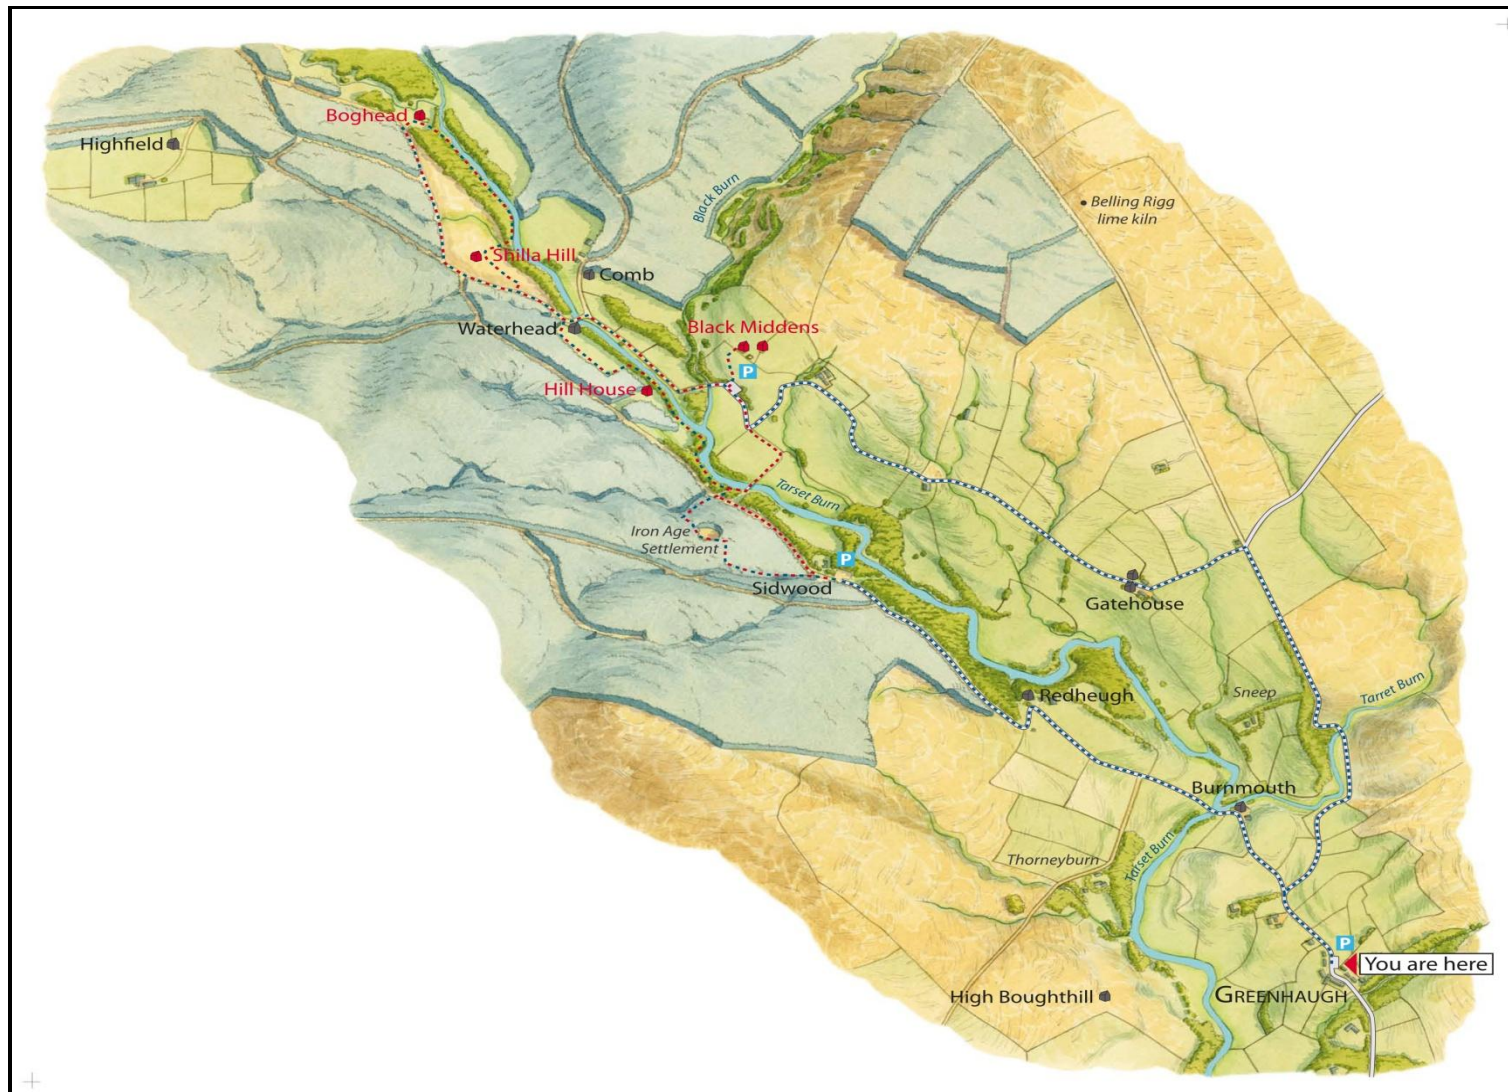 Boghead
Highfield
Black Burn
Belling Rigg
lime kiln
Shilla Hill
Comb
Waterhead
Black Middens
P
Hill House
Tarset Burn
Iron Age
Settlement
P
Sidwood
Gatehouse
Redheugh
Sneep
Tarret Burn
Burnmouth
Thorneyburn
Tarset Burn
P
You are here
High Boughthill
GREENHAUGH